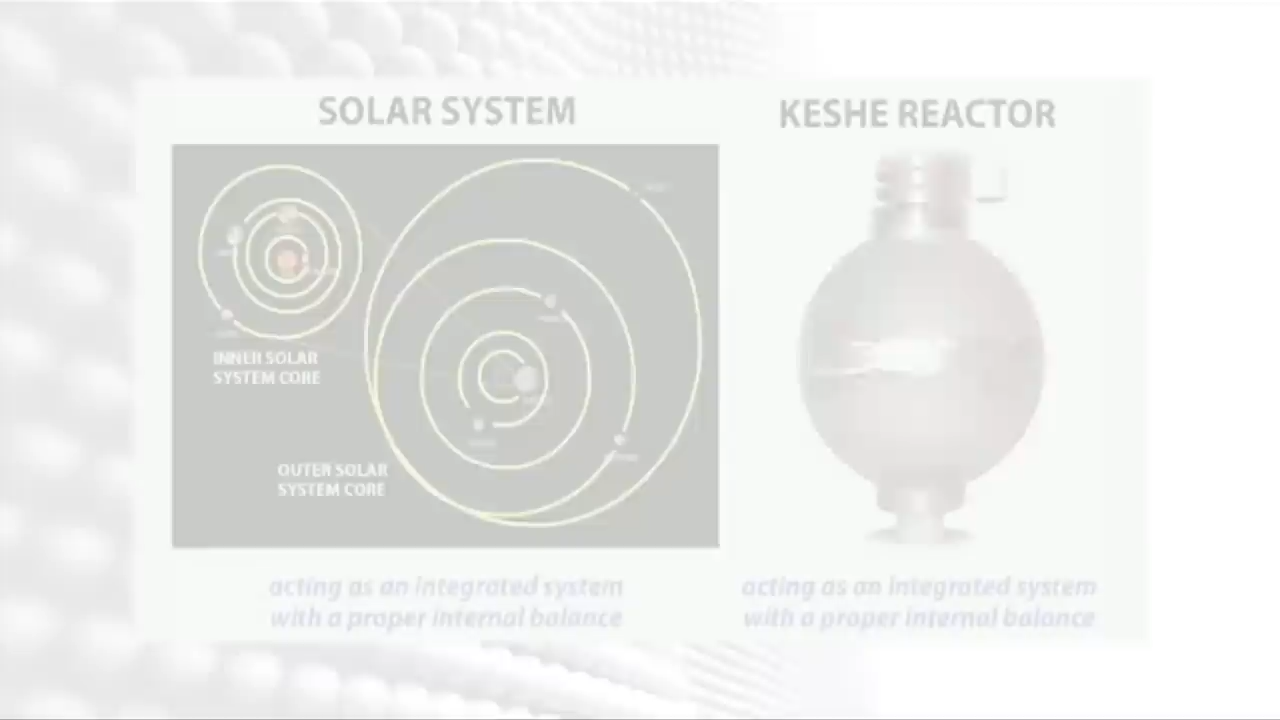 SOLAR SYSTEM
KESHE REACTOR
INNER SOLAR
SYSTEM CORE
OUTER SOLAR
SYSTEM CORE
acting as an integrated system
with a proper internal balance
acting as an integrated system
with a proper internal balance